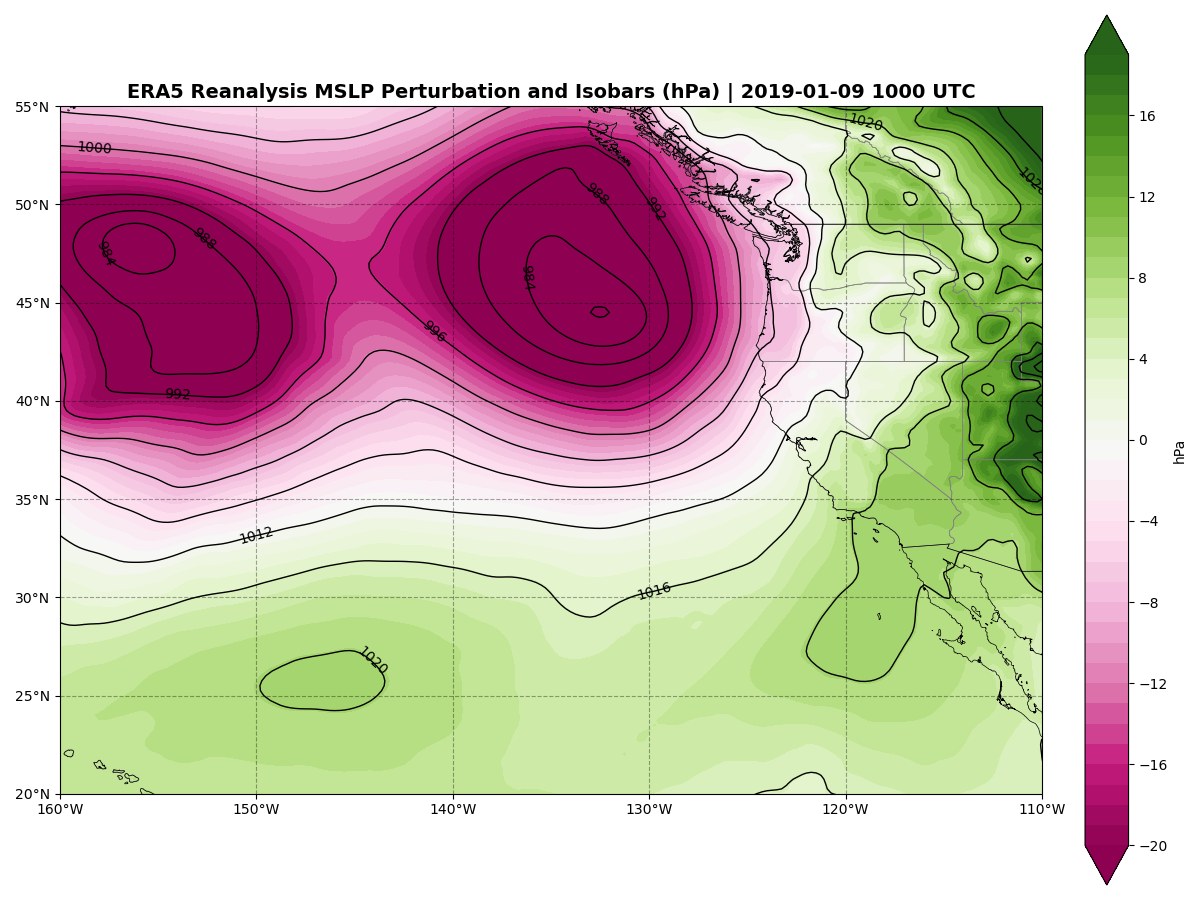 ERA5 Reanalysis MSLP Perturbation and Isobars (hPa) | 2019-01-09 1000 UTC
55°N
50°N
45°N
40°N
35°N
30°N
25°N
20°N
160°W
150°W
140°W
130°W
120°W
110°W
1000
1020
988
992
988
984
984
996
992
1012
1016
1020
16
12
8
4
0
−4
−8
−12
−16
−20
hPa